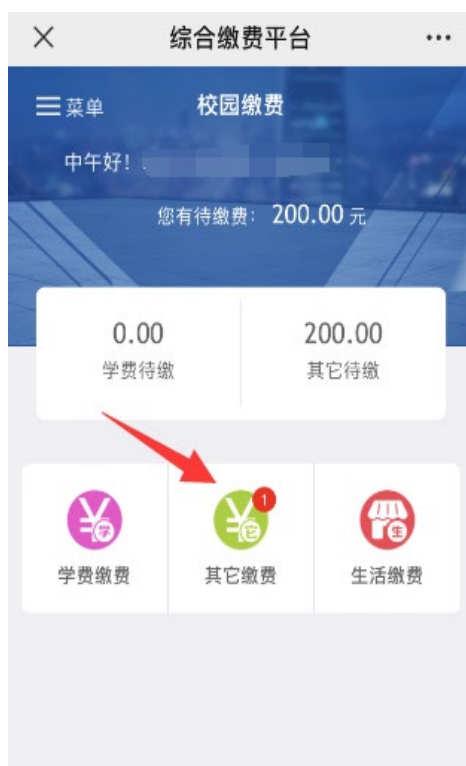 综合缴费平台
菜单
校园缴费
中午好！
您有待缴费： 200.00 元
0.00
200.00
学费待缴
其它待缴
学
1
它
生
学费缴费
其它缴费
生活缴费